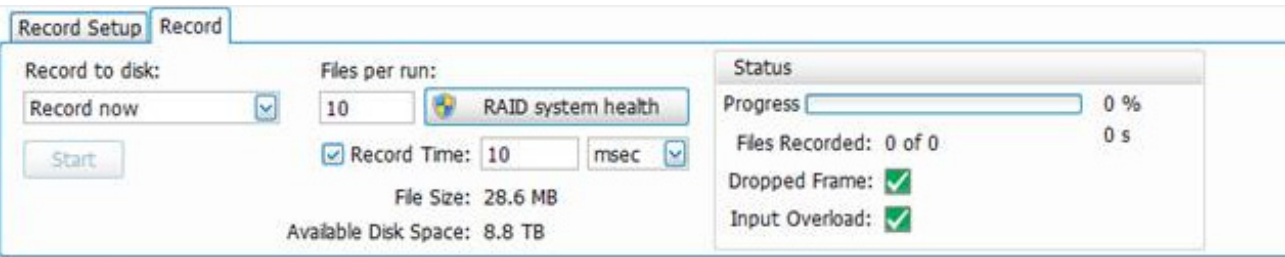 Record Setup Record
Record to disk: Files per run: Status
Record now 10 RAID system health Progress 0 %
Start Record Time: 10 msec Files Recorded: 0 of 0 0 s
File Size: 28.6 MB Dropped Frame:
Available Disk Space: 8.8 TB Input Overload: